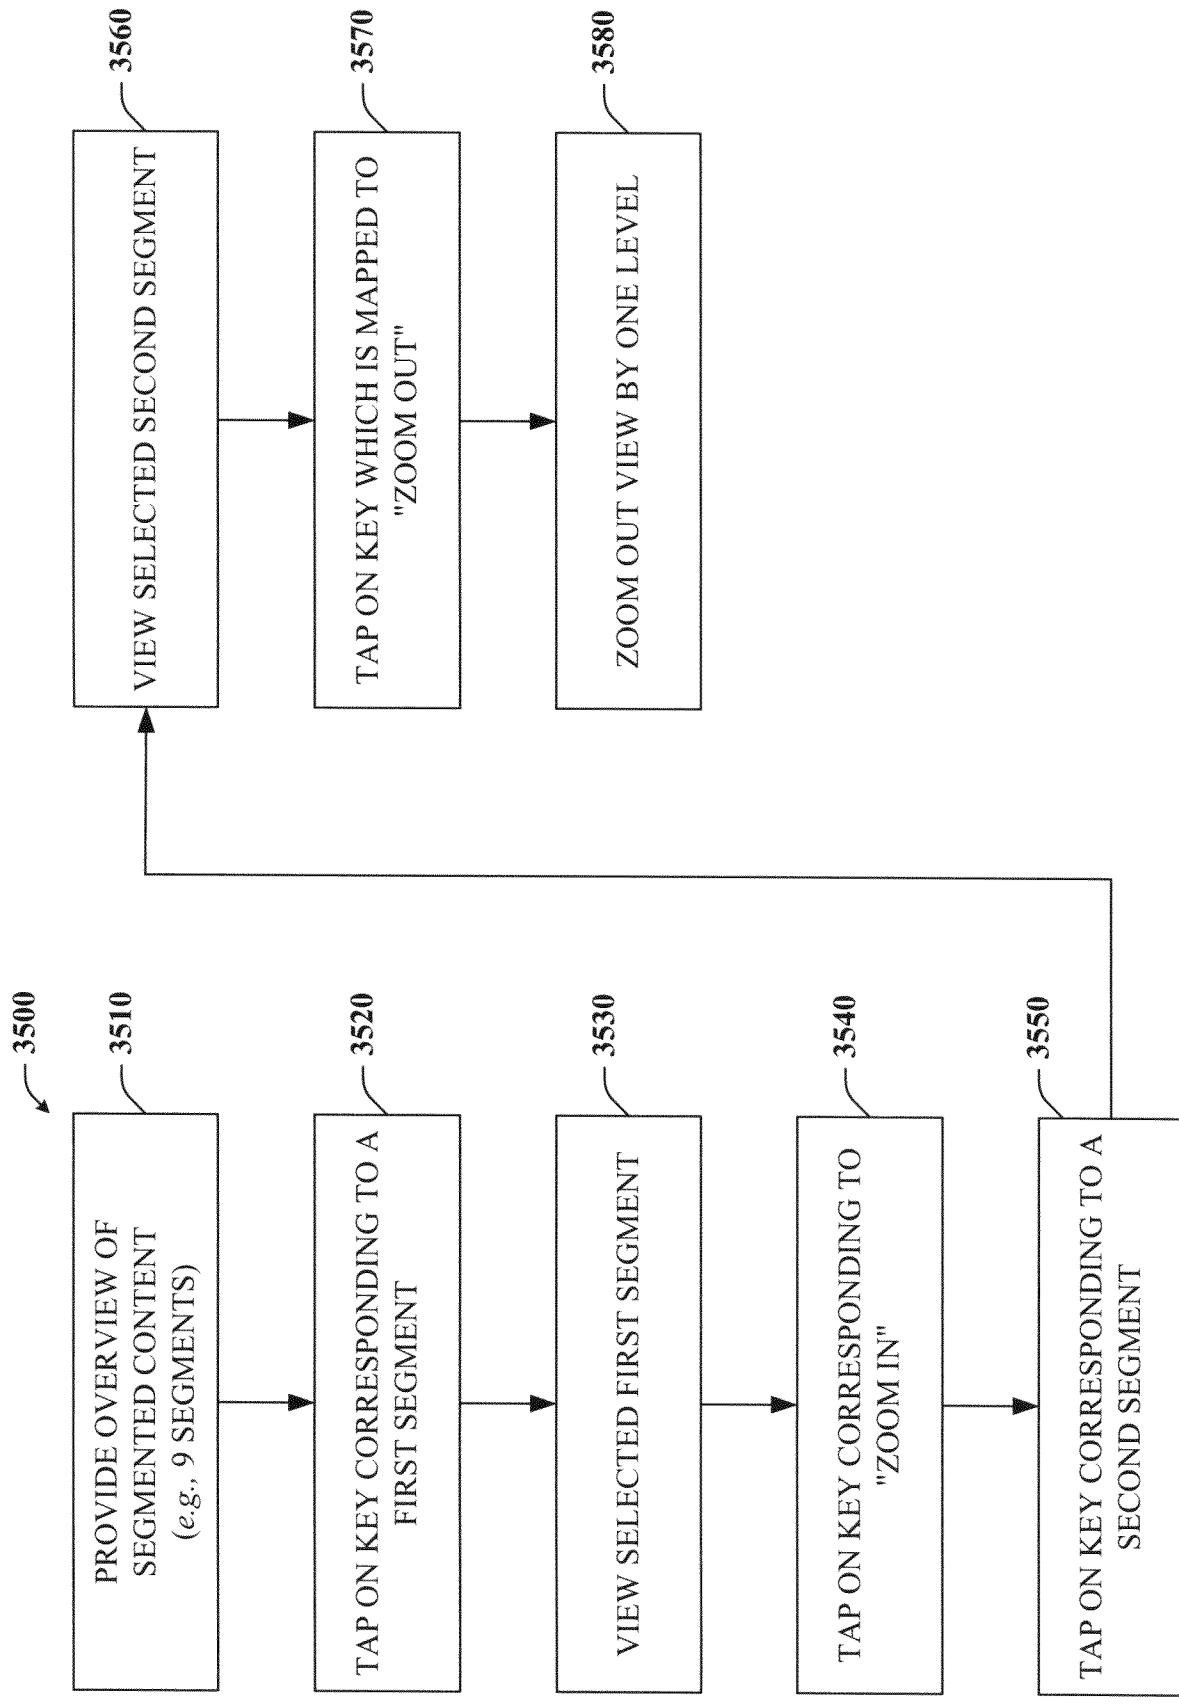 3500
3510
PROVIDE OVERVIEW OF
SEGMENTED CONTENT
(e.g., 9 SEGMENTS)
3520
TAP ON KEY CORRESPONDING TO A
FIRST SEGMENT
3530
VIEW SELECTED FIRST SEGMENT
3540
TAP ON KEY CORRESPONDING TO
"ZOOM IN"
3550
TAP ON KEY CORRESPONDING TO A
SECOND SEGMENT
3560
VIEW SELECTED SECOND SEGMENT
3570
TAP ON KEY WHICH IS MAPPED TO
"ZOOM OUT"
3580
ZOOM OUT VIEW BY ONE LEVEL